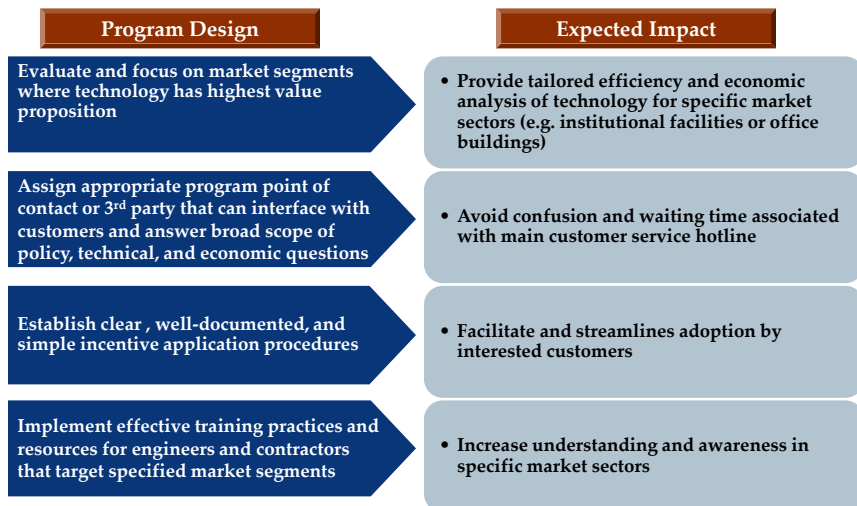 Program Design
Expected Impact
Evaluate and focus on market segments
where technology has highest value
proposition
• Provide tailored efficiency and economic
analysis of technology for specific market
sectors (e.g. institutional facilities or office
buildings)
Assign appropriate program point of
contact or 3rd party that can interface with
customers and answer broad scope of
policy, technical, and economic questions
• Avoid confusion and waiting time associated
with main customer service hotline
Establish clear , well-documented, and
simple incentive application procedures
• Facilitate and streamlines adoption by
interested customers
Implement effective training practices and
resources for engineers and contractors
that target specified market segments
• Increase understanding and awareness in
specific market sectors